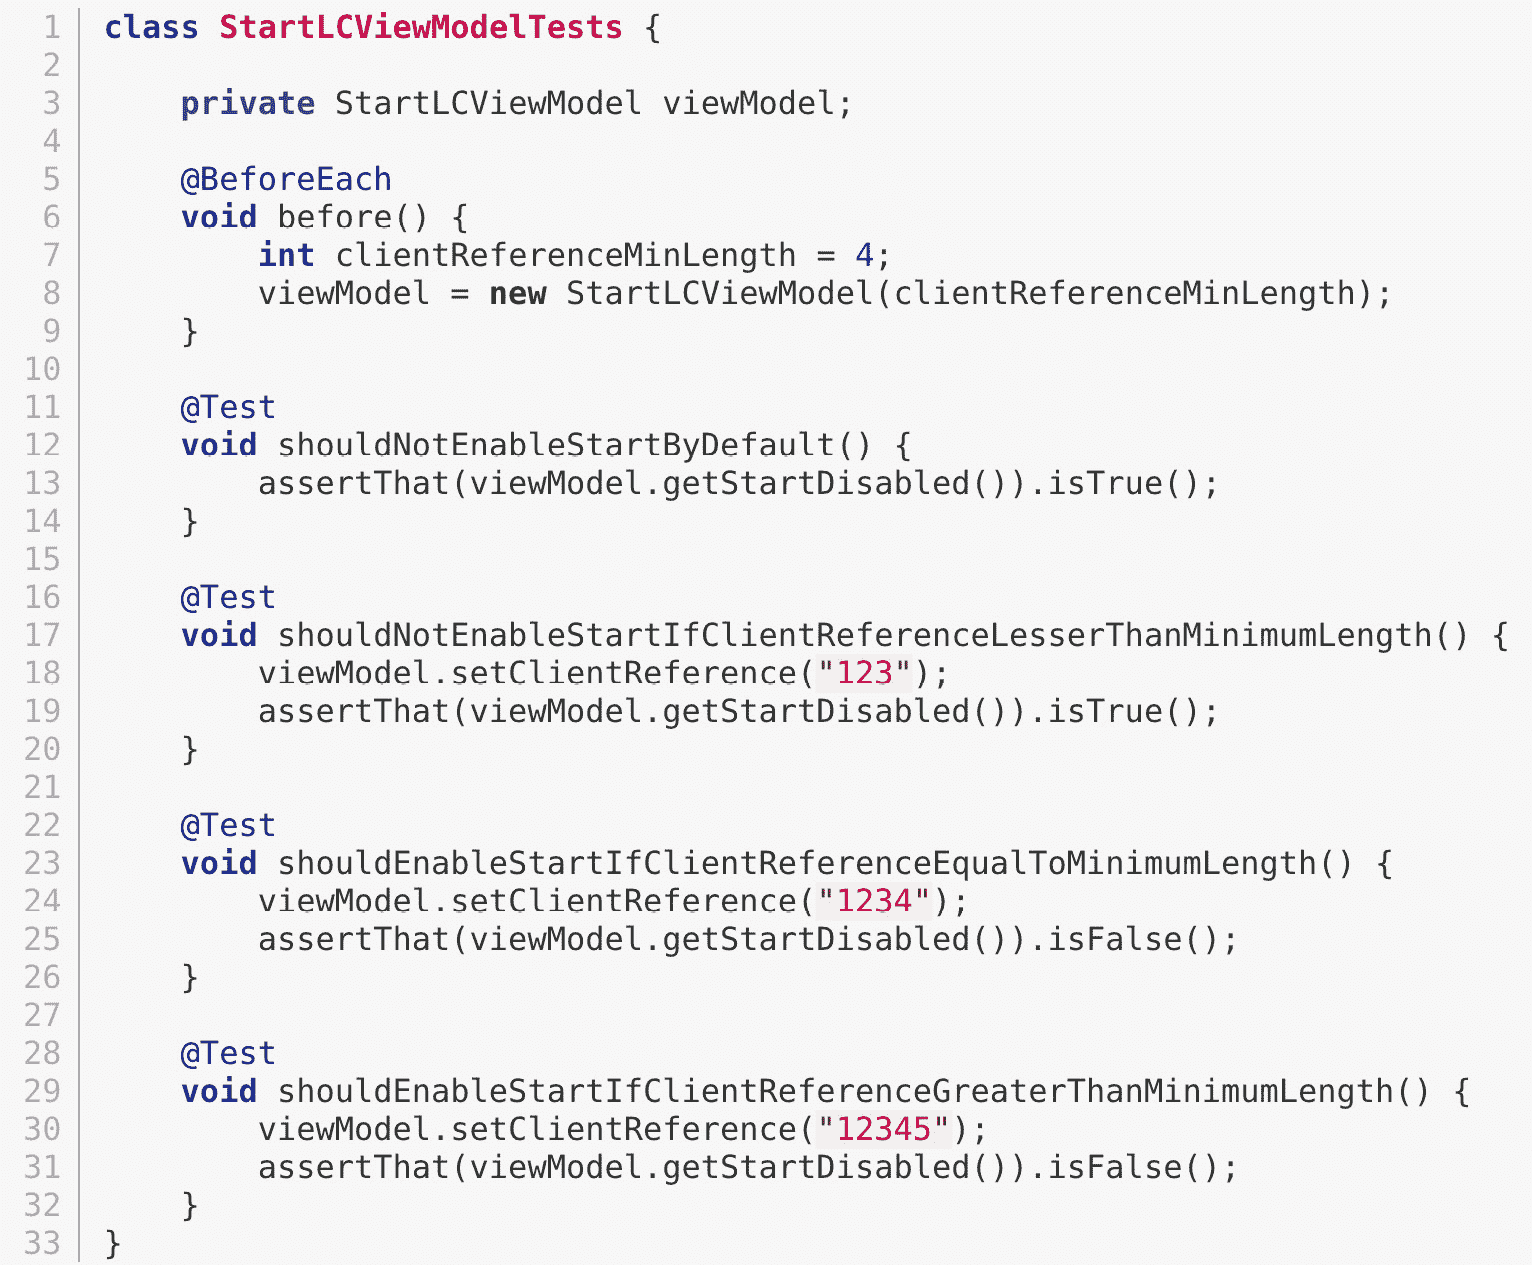 1 class StartLCViewModelTests {
2
3     private StartLCViewModel viewModel;
4
5     @BeforeEach
6     void before() {
7         int clientReferenceMinLength = 4;
8         viewModel = new StartLCViewModel(clientReferenceMinLength);
9     }
10
11     @Test
12     void shouldNotEnableStartByDefault() {
13         assertThat(viewModel.getStartDisabled()).isTrue();
14     }
15
16     @Test
17     void shouldNotEnableStartIfClientReferenceLesserThanMinimumLength() {
18         viewModel.setClientReference("123");
19         assertThat(viewModel.getStartDisabled()).isTrue();
20     }
21
22     @Test
23     void shouldEnableStartIfClientReferenceEqualToMinimumLength() {
24         viewModel.setClientReference("1234");
25         assertThat(viewModel.getStartDisabled()).isFalse();
26     }
27
28     @Test
29     void shouldEnableStartIfClientReferenceGreaterThanMinimumLength() {
30         viewModel.setClientReference("12345");
31         assertThat(viewModel.getStartDisabled()).isFalse();
32     }
33 }